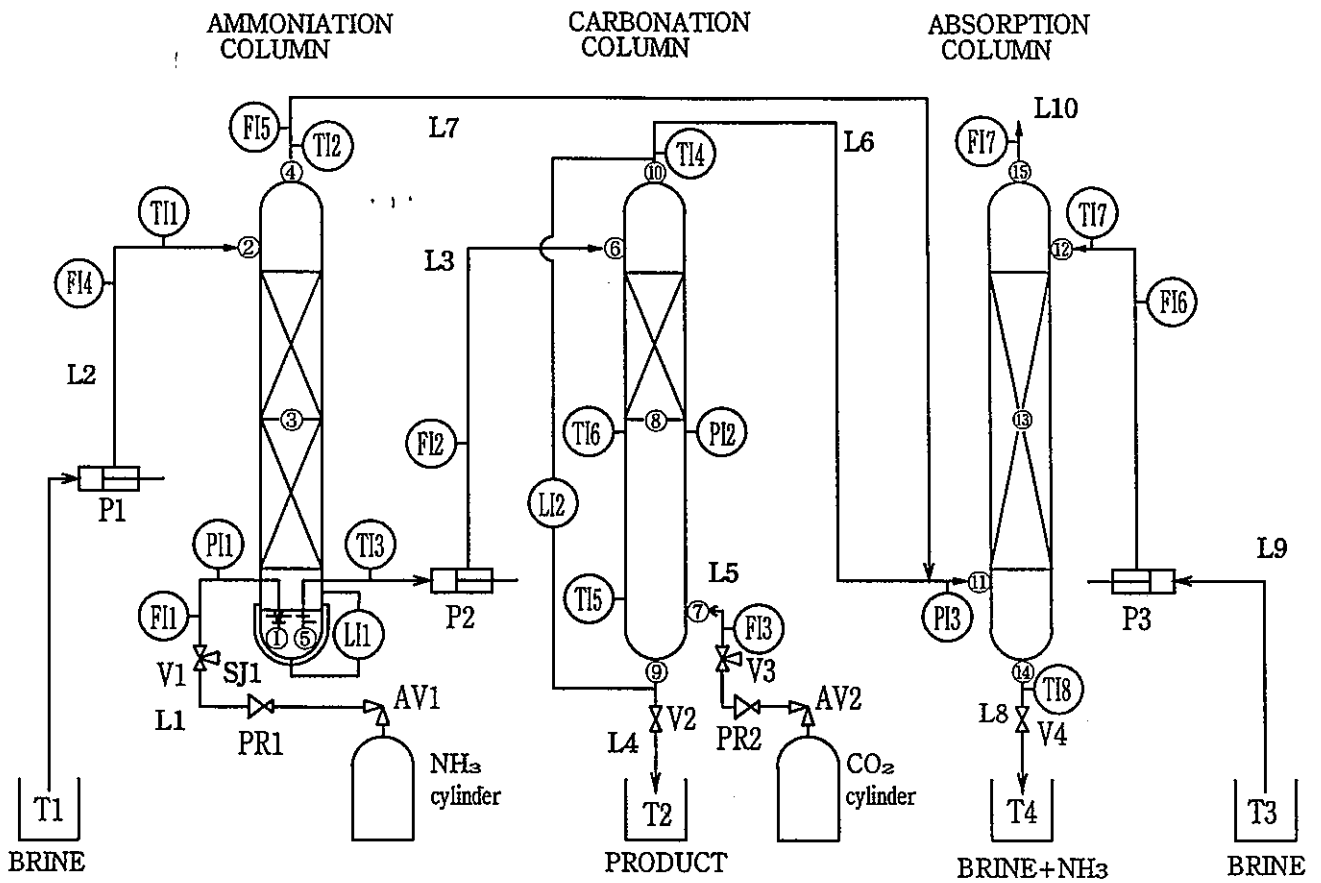 AMMONIATION
COLUMN
CARBONATION
COLUMN
ABSORPTION
COLUMN
FI5
TI2
L7
TI4
L6
FI7
L10
④
⑩
⑮
TI1
②
L3
⑥
TI7
⑫
FI4
FI6
L2
③
FI2
TI6
⑧
PI2
⑬
P1
LI2
PI1
TI3
L5
L9
P2
TI5
⑦
⑪
PI3
P3
FI1
①
⑤
LI1
FI3
V1
SJ1
⑨
V3
⑭
TI8
L1
PR1
AV1
L4
V2
PR2
AV2
L8
V4
NH₃
cylinder
CO₂
cylinder
T1
T2
T4
T3
BRINE
PRODUCT
BRINE+NH₃
BRINE